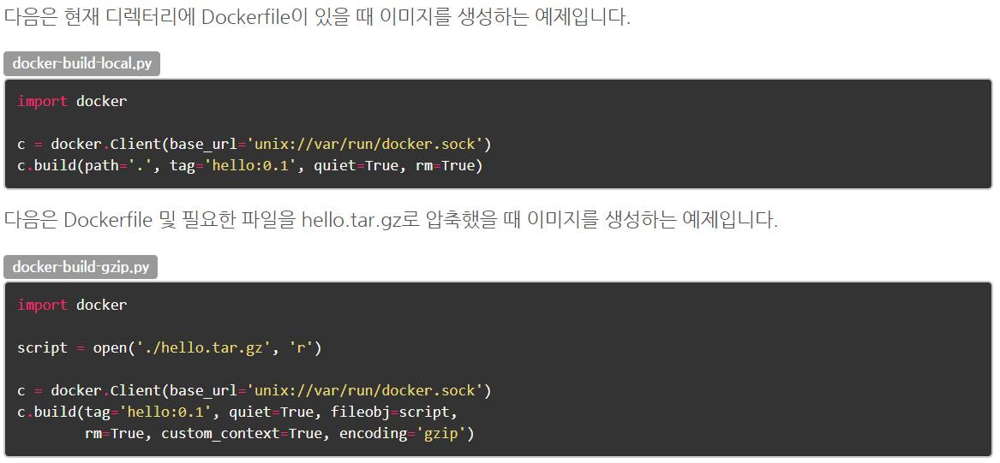 다음은 현재 디렉터리에 Dockerfile이 있을 때 이미지를 생성하는 예제입니다.
docker-build-local.py
import docker
c = docker.Client(base_url='unix://var/run/docker.sock')
c.build(path='.', tag='hello:0.1', quiet=True, rm=True)
다음은 Dockerfile 및 필요한 파일을 hello.tar.gz로 압축했을 때 이미지를 생성하는 예제입니다.
docker-build-gzip.py
import docker
script = open('./hello.tar.gz', 'r')
c = docker.Client(base_url='unix://var/run/docker.sock')
c.build(tag='hello:0.1', quiet=True, fileobj=script,
        rm=True, custom_context=True, encoding='gzip')